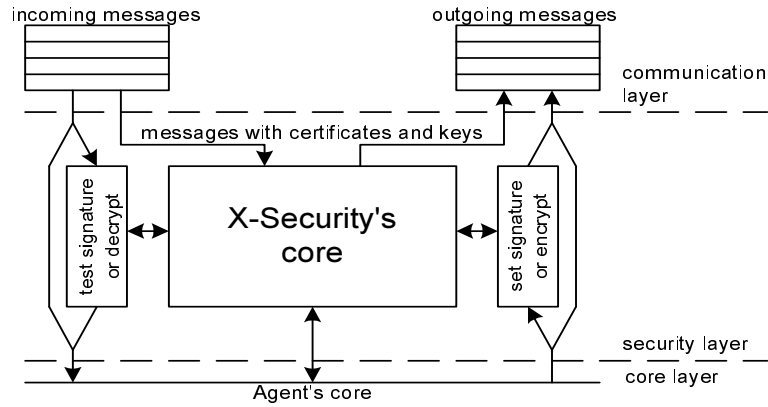 incoming messages
outgoing messages
communication
layer
messages with certificates and keys
test signature
or decrypt
X-Security's
core
set signature
or encrypt
security layer
core layer
Agent's core